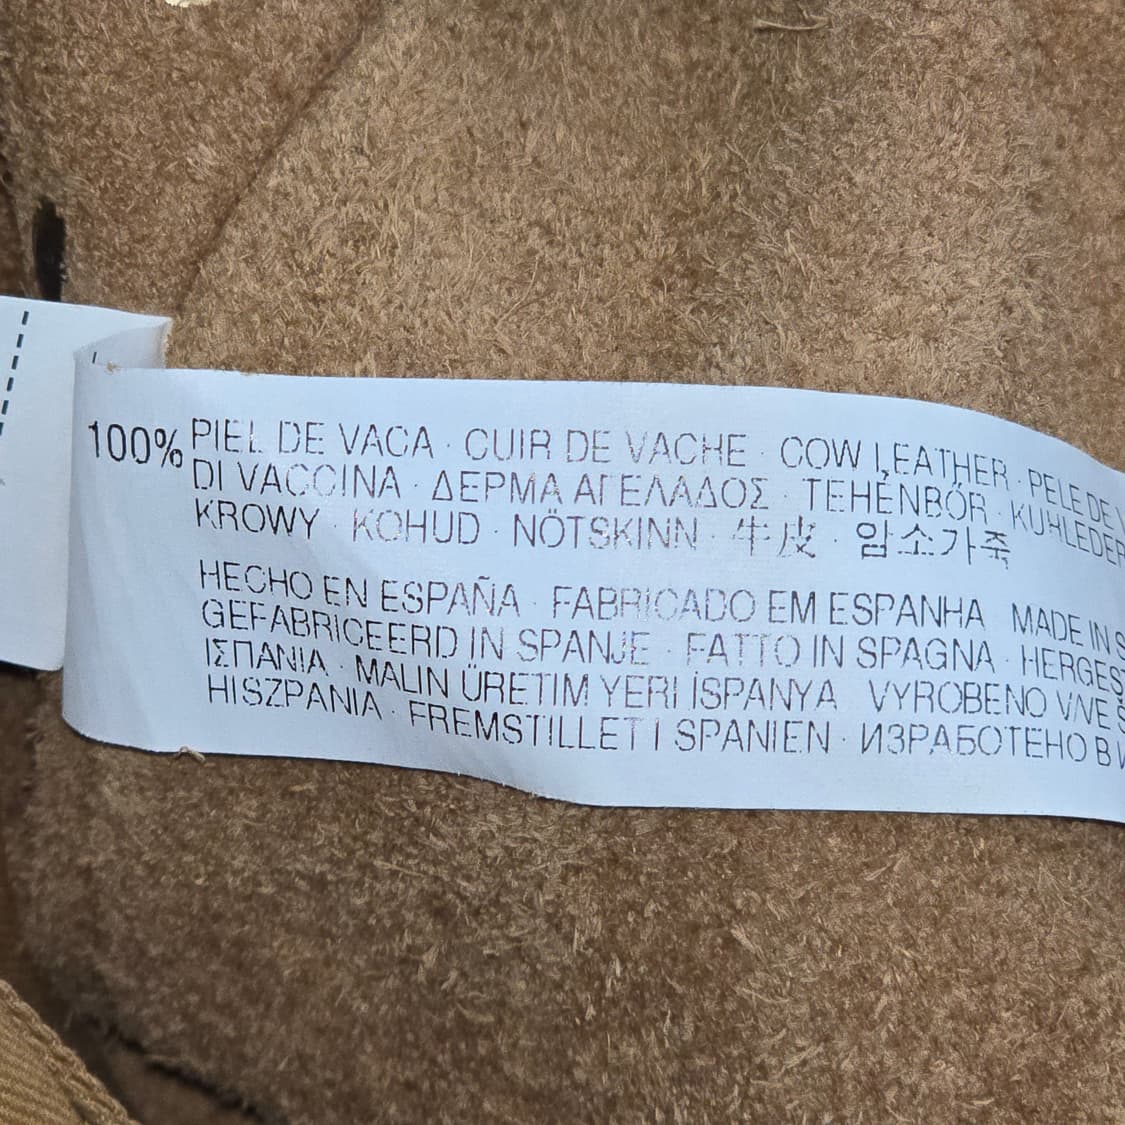 100% PIEL DE VACA · CUIR DE VACHE · COW LEATHER · PELE DE
DI VACCINA · ΔΕΡΜΑ ΑΓΕΛΑΔΟΣ · TEHÉNBŐR · KUHLEDER
KROWY · KOHUD · NÖTSKINN · 牛皮 · 암소가죽
HECHO EN ESPAÑA · FABRICADO EM ESPANHA · MADE IN
GEFABRICEERD IN SPANJE · FATTO IN SPAGNA ·
ΙΣΠΑΝΙΑ · MALIN ÜRETIM YERI İSPANYA · VYROBENO
HISZPANIA · FREMSTILLET I SPANIEN · ИЗРАБОТЕНО В